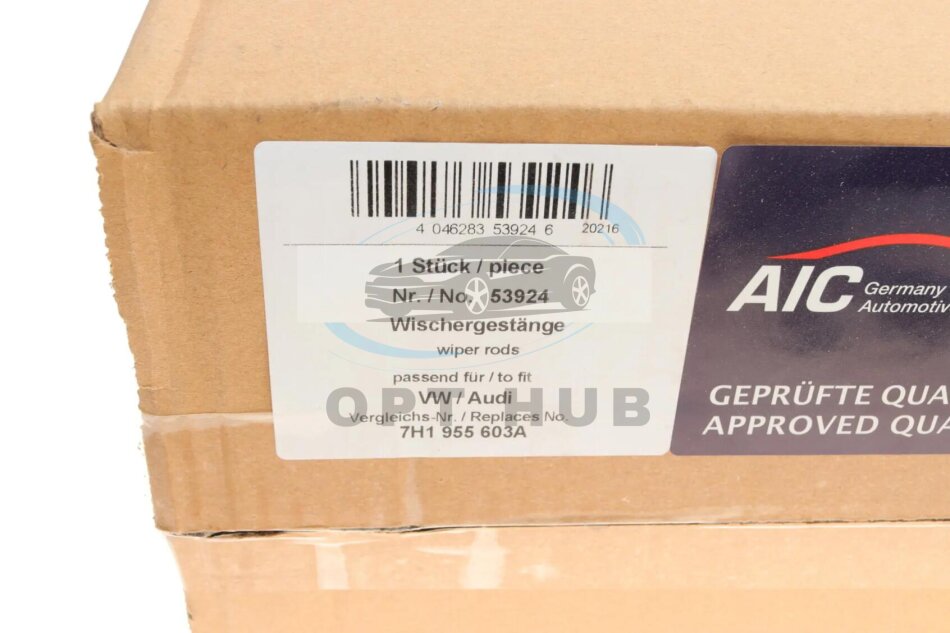 4 046283 53924 6 20216
1 Stück / piece
Nr. / No. 53924
Wischergestänge
wiper rods
passend für / to fit
VW / Audi
Vergleichs-Nr. / Replaces No.
7H1 955 603A
OPTIHUB
AIC Germany
Automotiv
GEPRÜFTE QUA
APPROVED QUA